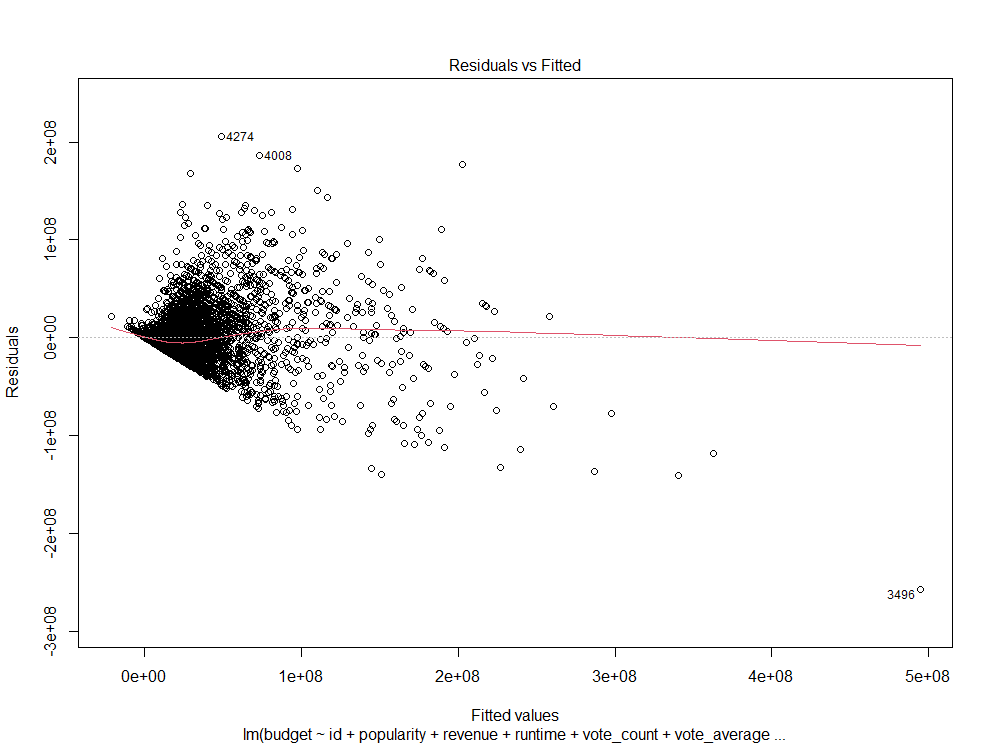 Residuals vs Fitted
Residuals
2e+08
1e+08
0e+00
-1e+08
-2e+08
-3e+08
4274
4008
3496
0e+00 1e+08 2e+08 3e+08 4e+08 5e+08
Fitted values
lm(budget ~ id + popularity + revenue + runtime + vote_count + vote_average ...